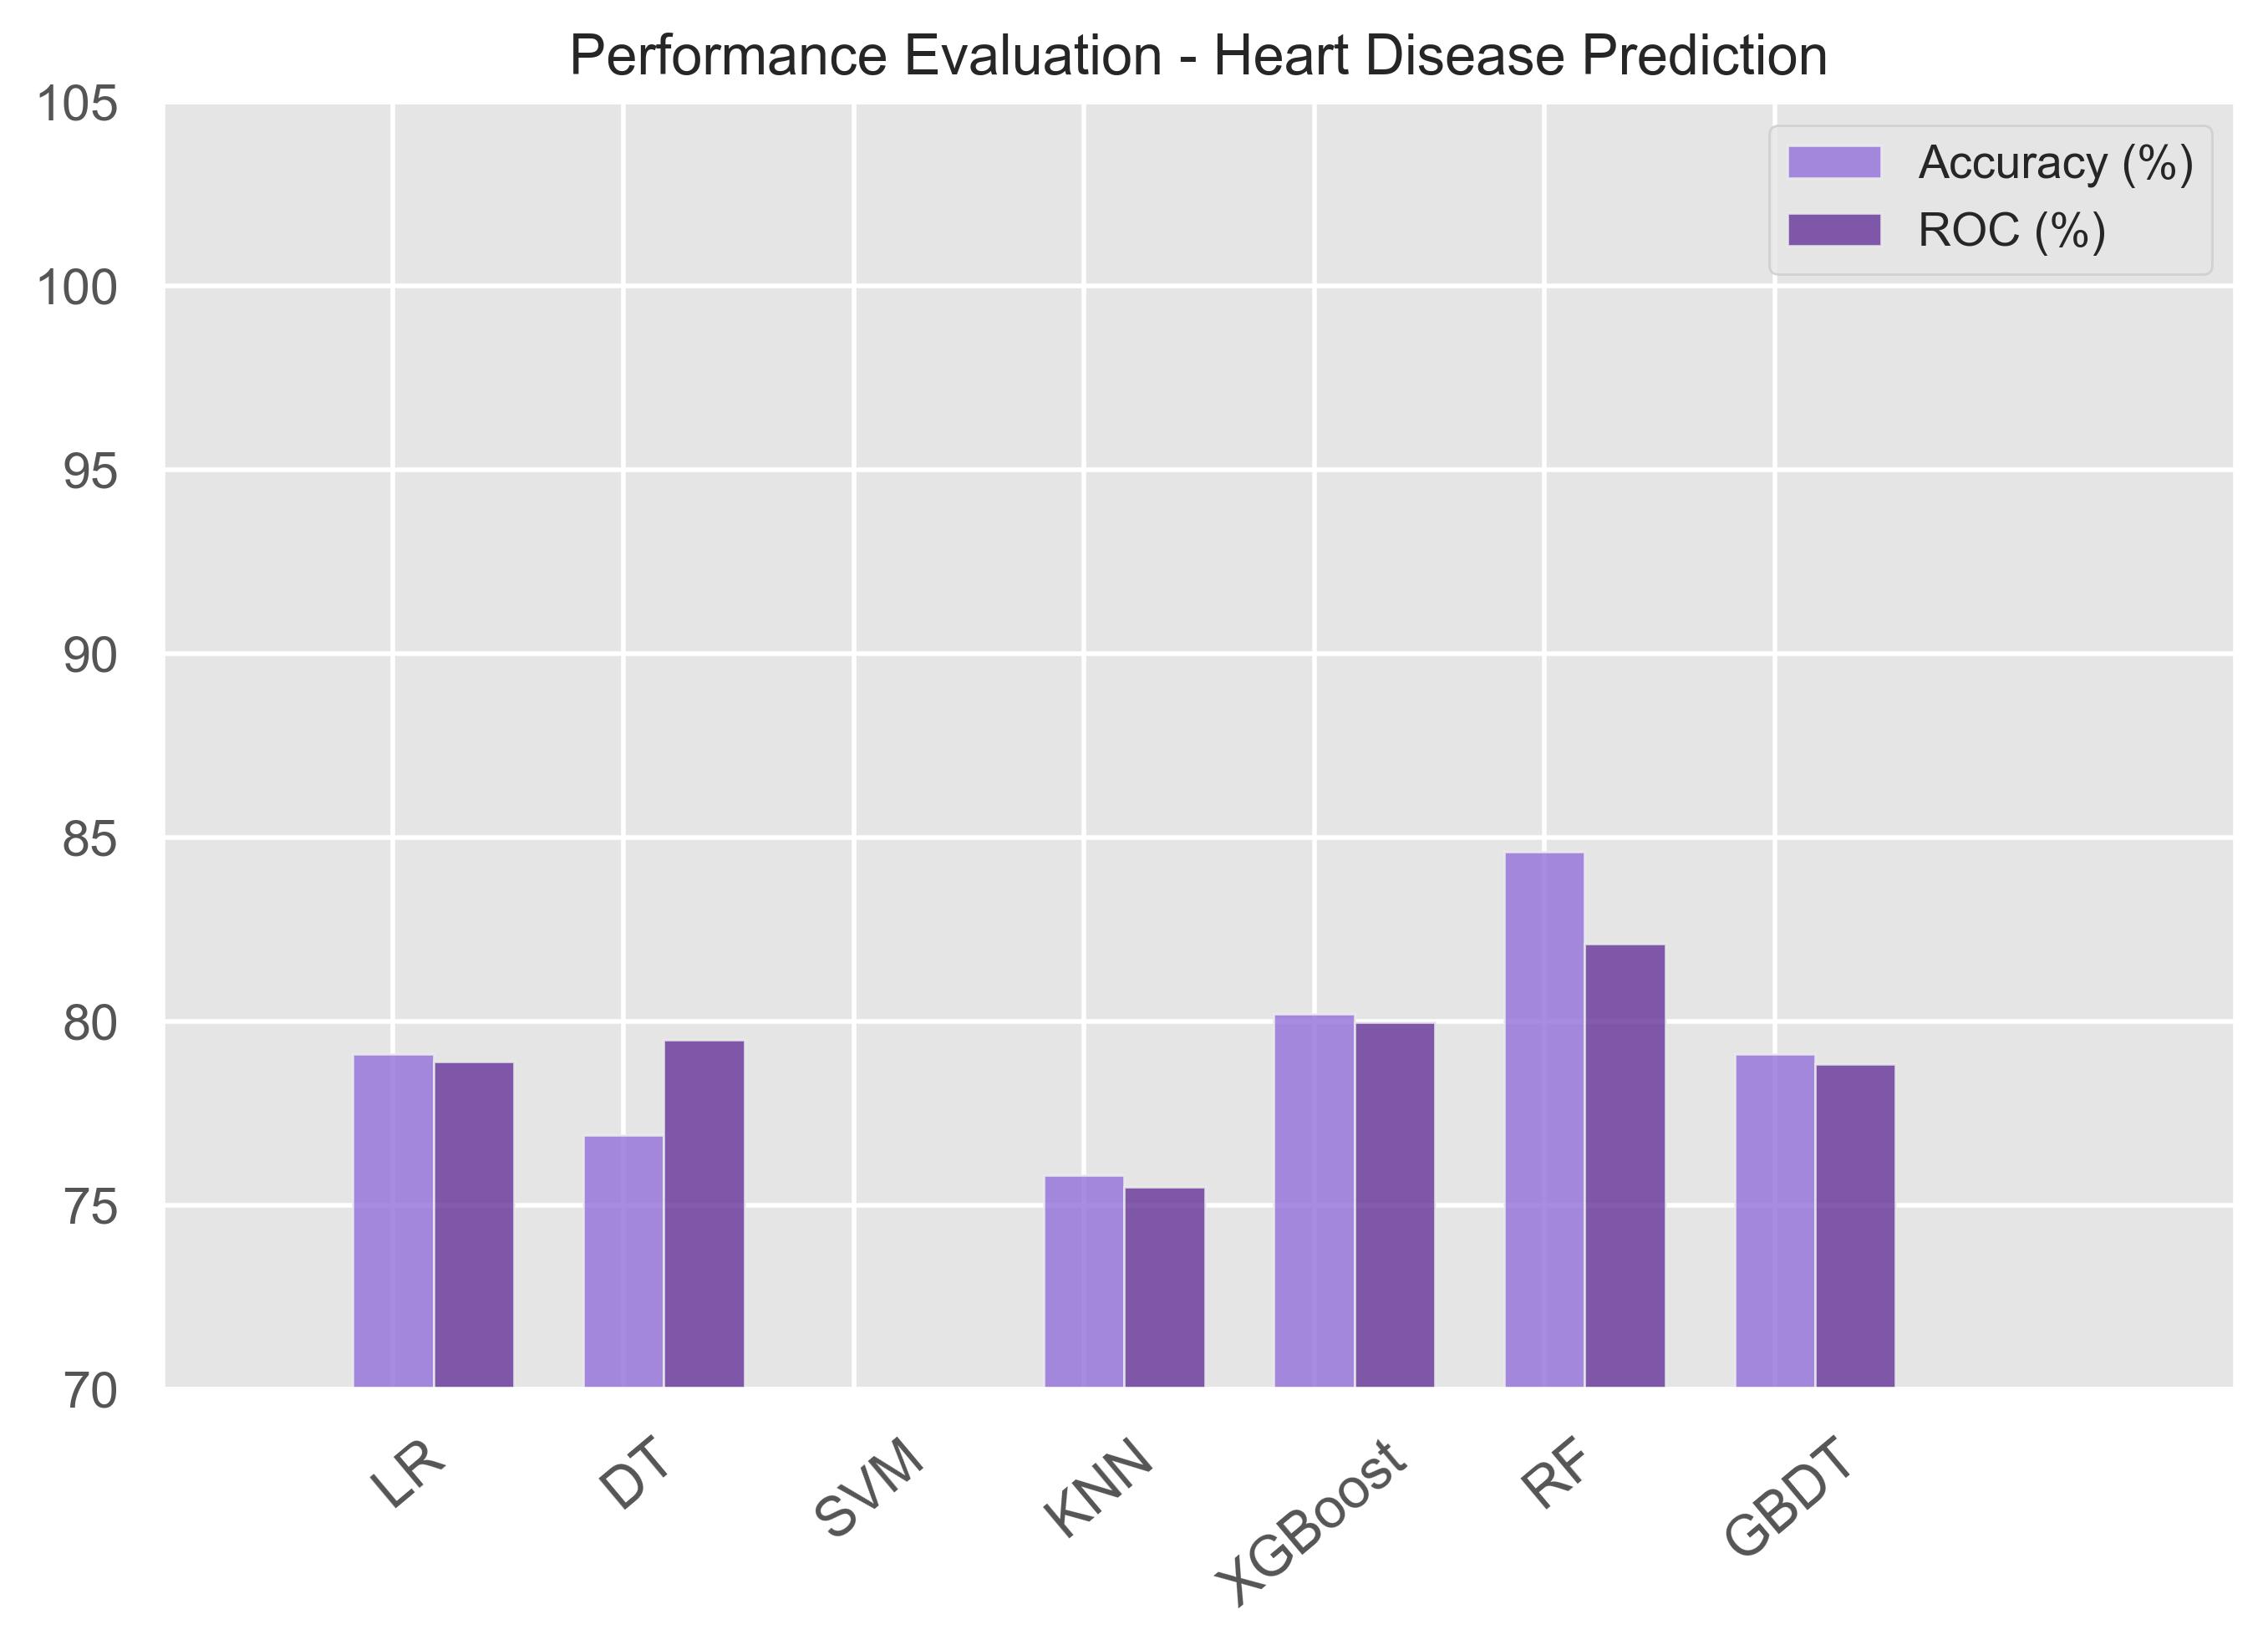 Performance Evaluation - Heart Disease Prediction
105
100
95
90
85
80
75
70
Accuracy (%)
ROC (%)
LR
DT
SVM
KNN
XGBoost
RF
GBDT